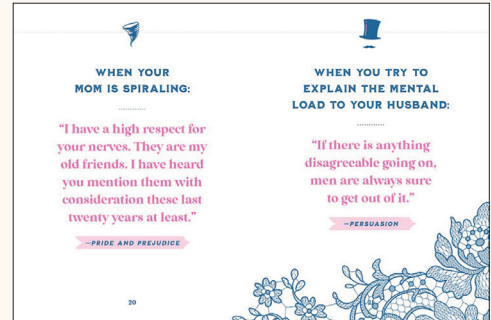 WHEN YOUR
MOM IS SPIRALING:
“I have a high respect for
your nerves. They are my
old friends. I have heard
you mention them with
consideration these last
twenty years at least.”
—PRIDE AND PREJUDICE
20
WHEN YOU TRY TO
EXPLAIN THE MENTAL
LOAD TO YOUR HUSBAND:
“If there is anything
disagreeable going on,
men are always sure
to get out of it.”
—PERSUASION